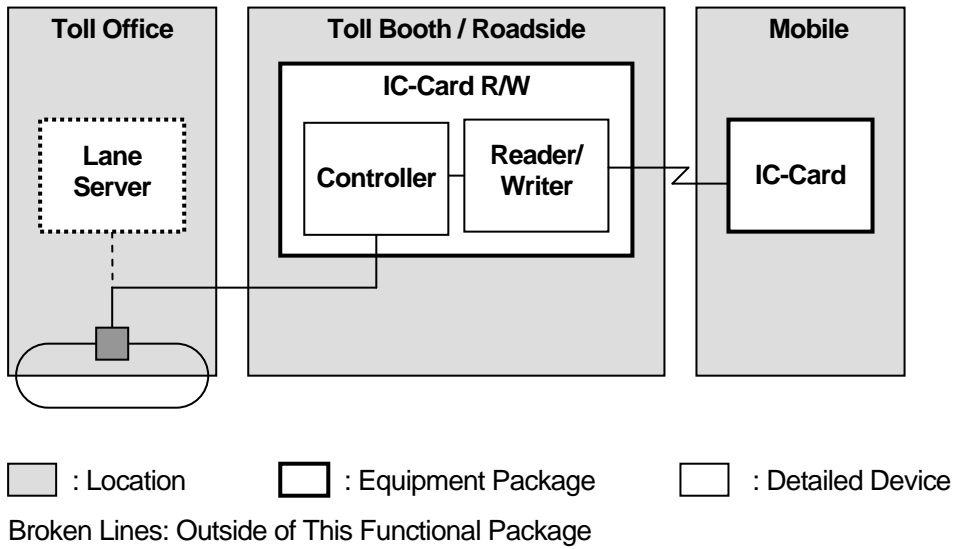 Toll Office
Toll Booth / Roadside
Mobile
IC-Card R/W
Lane
Server
Controller
Reader/
Writer
IC-Card
: Location
: Equipment Package
: Detailed Device
Broken Lines: Outside of This Functional Package